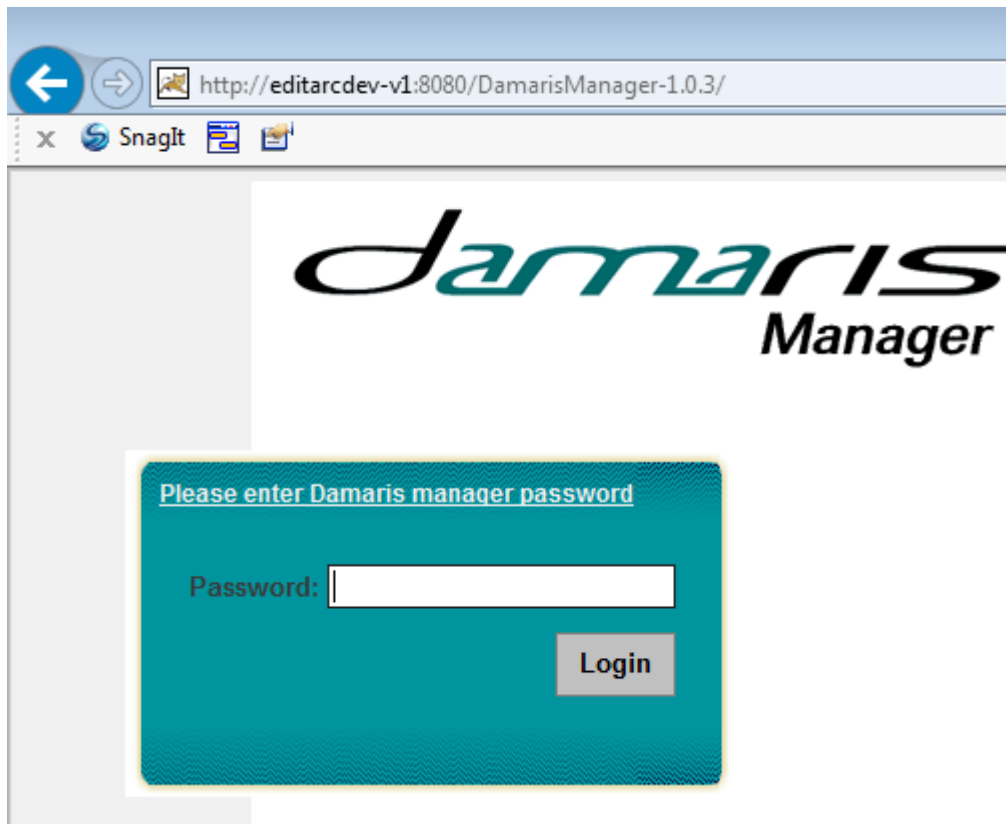 http://editarcdev-v1:8080/DamarisManager-1.0.3/
x SnagIt
damaris
Manager
Please enter Damaris manager password
Password:
Login